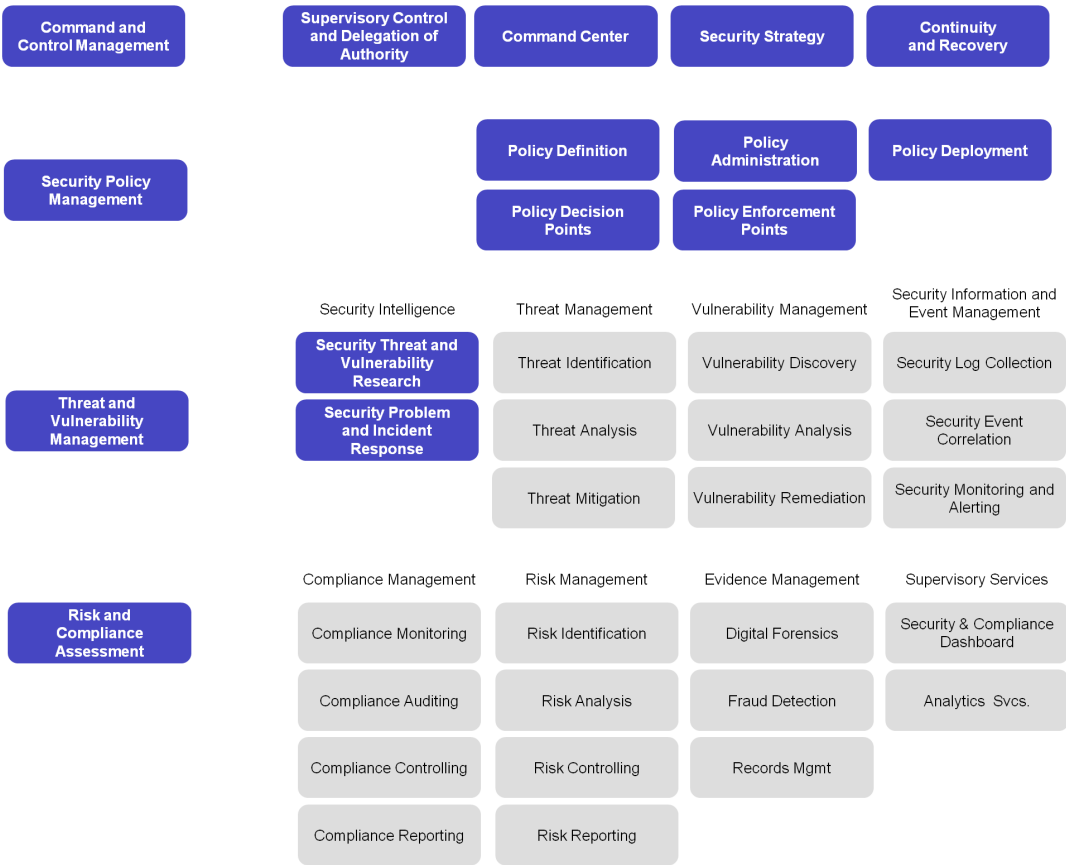 Command and
Control Management
Supervisory Control
and Delegation of
Authority
Command Center
Security Strategy
Continuity
and Recovery
Security Policy
Management
Policy Definition
Policy
Administration
Policy Deployment
Policy Decision
Points
Policy Enforcement
Points
Threat and
Vulnerability
Management
Security Intelligence
Threat Management
Vulnerability Management
Security Information and
Event Management
Security Threat and
Vulnerability
Research
Threat Identification
Vulnerability Discovery
Security Log Collection
Security Problem
and Incident
Response
Threat Analysis
Vulnerability Analysis
Security Event
Correlation
Threat Mitigation
Vulnerability Remediation
Security Monitoring and
Alerting
Risk and
Compliance
Assessment
Compliance Management
Risk Management
Evidence Management
Supervisory Services
Compliance Monitoring
Risk Identification
Digital Forensics
Security & Compliance
Dashboard
Compliance Auditing
Risk Analysis
Fraud Detection
Analytics Svcs.
Compliance Controlling
Risk Controlling
Records Mgmt
Compliance Reporting
Risk Reporting